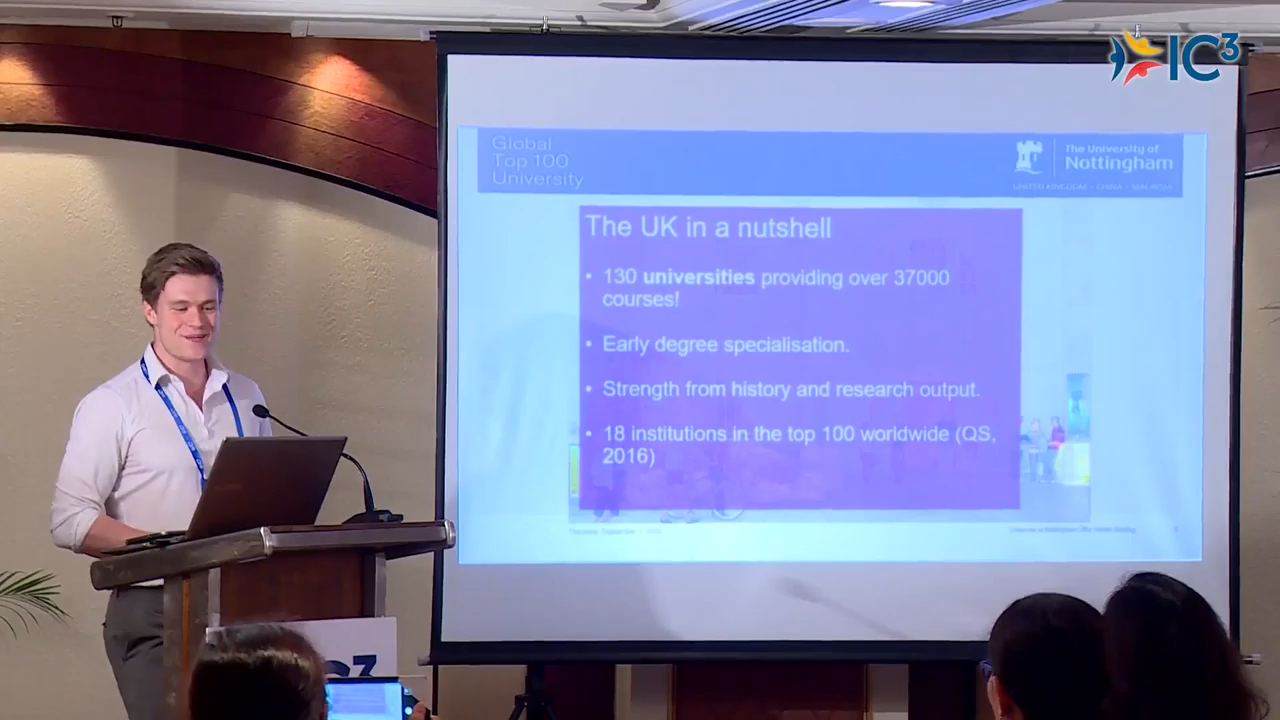 IC³
Global
Top 100
University
The University of
Nottingham
UNITED KINGDOM • CHINA • MALAYSIA
The UK in a nutshell
• 130 universities providing over 37000
courses!
• Early degree specialisation.
• Strength from history and research output.
• 18 institutions in the top 100 worldwide (QS,
2016)